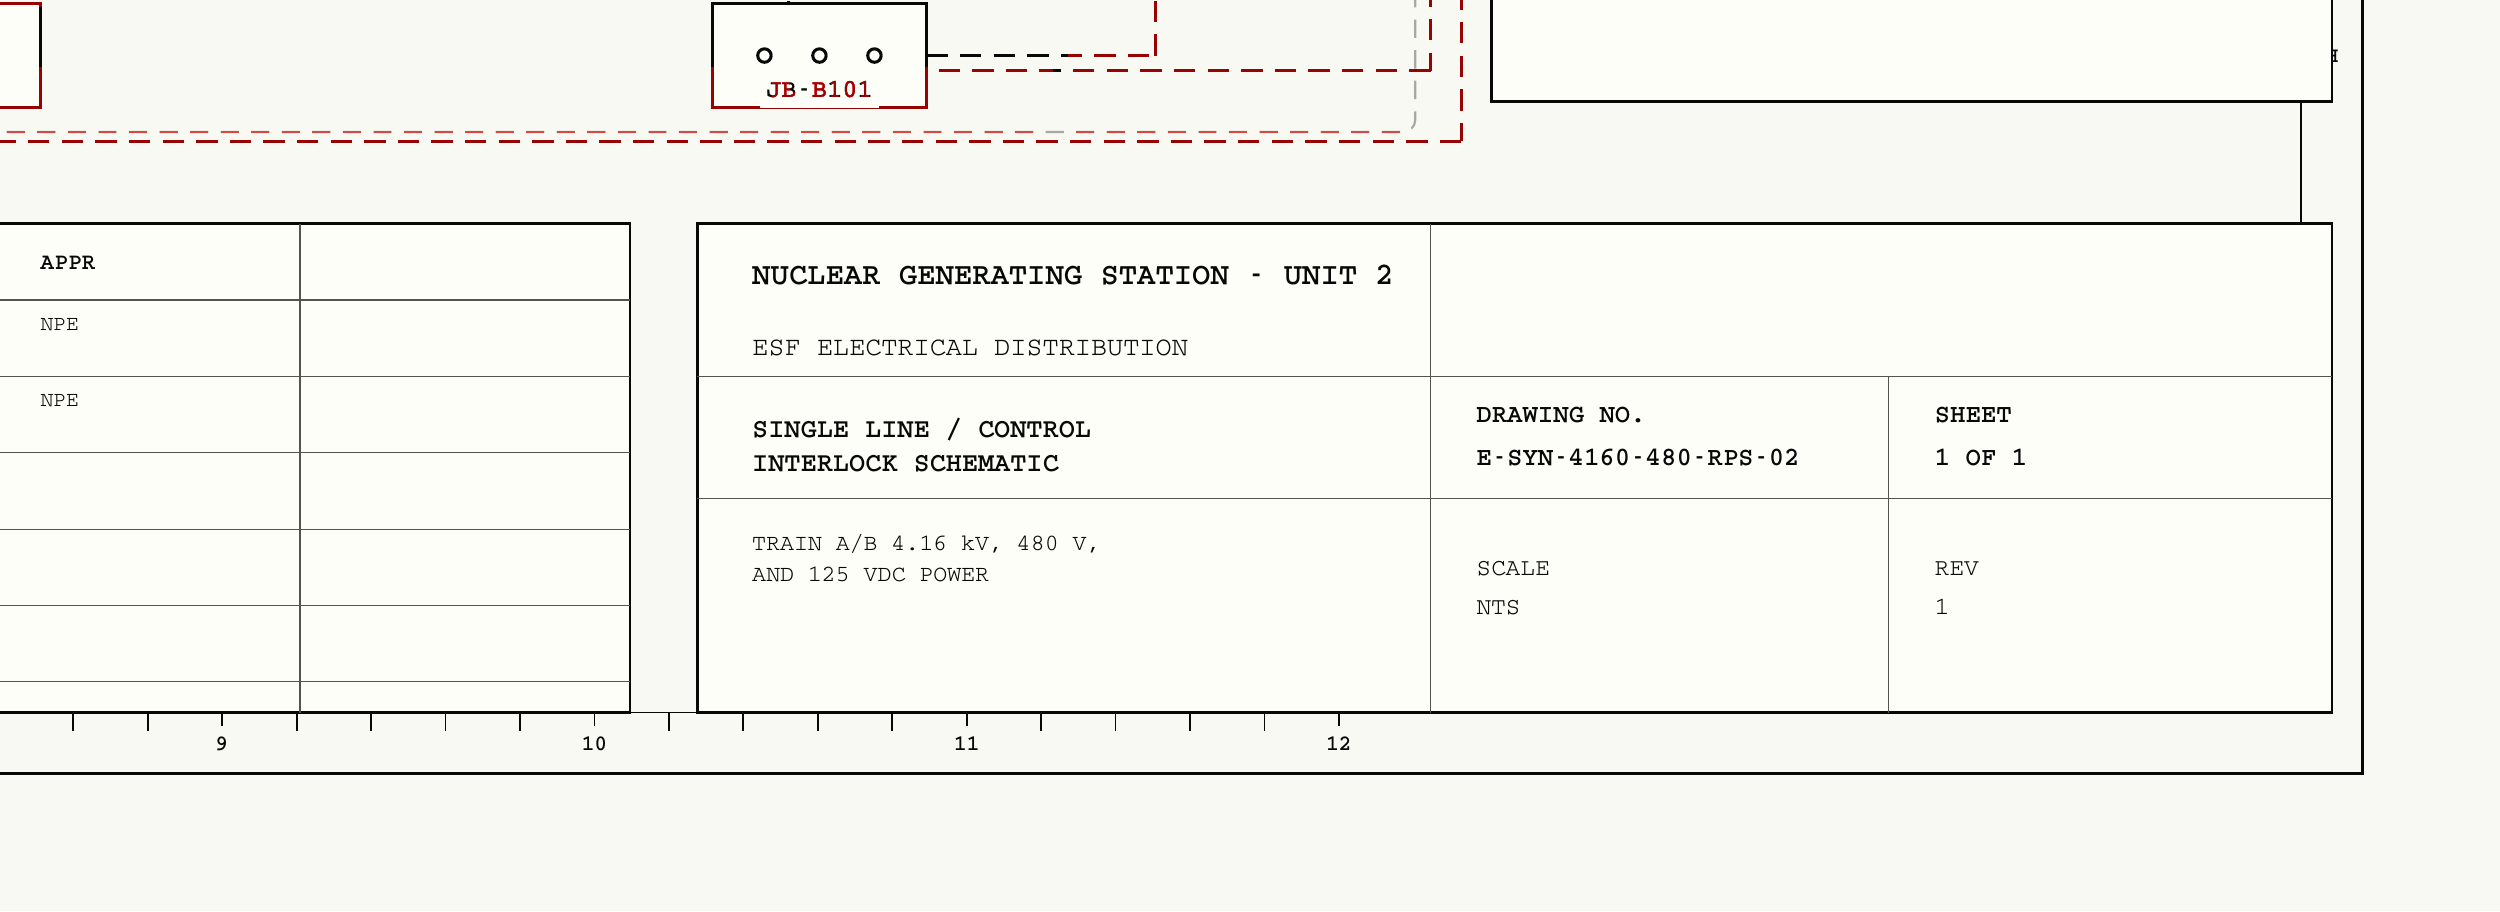 JB-B101
APPR
NPE
NPE
NUCLEAR GENERATING STATION - UNIT 2
ESF ELECTRICAL DISTRIBUTION
SINGLE LINE / CONTROL
INTERLOCK SCHEMATIC
DRAWING NO.
E-SYN-4160-480-RPS-02
SHEET
1 OF 1
TRAIN A/B 4.16 kV, 480 V,
AND 125 VDC POWER
SCALE
NTS
REV
1
9 10 11 12